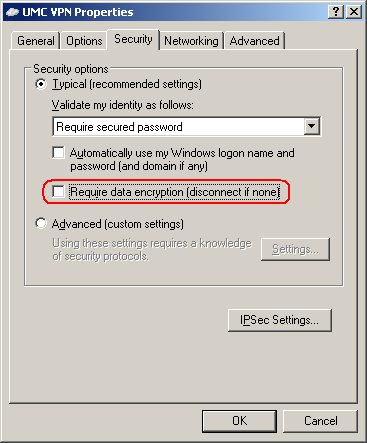 UMC VPN Properties
General Options Security Networking Advanced
Security options
Typical (recommended settings)
Validate my identity as follows:
Require secured password
Automatically use my Windows logon name and
password (and domain if any)
Require data encryption (disconnect if none)
Advanced (custom settings)
Using these settings requires a knowledge
of security protocols.
Settings...
IPSec Settings...
OK Cancel